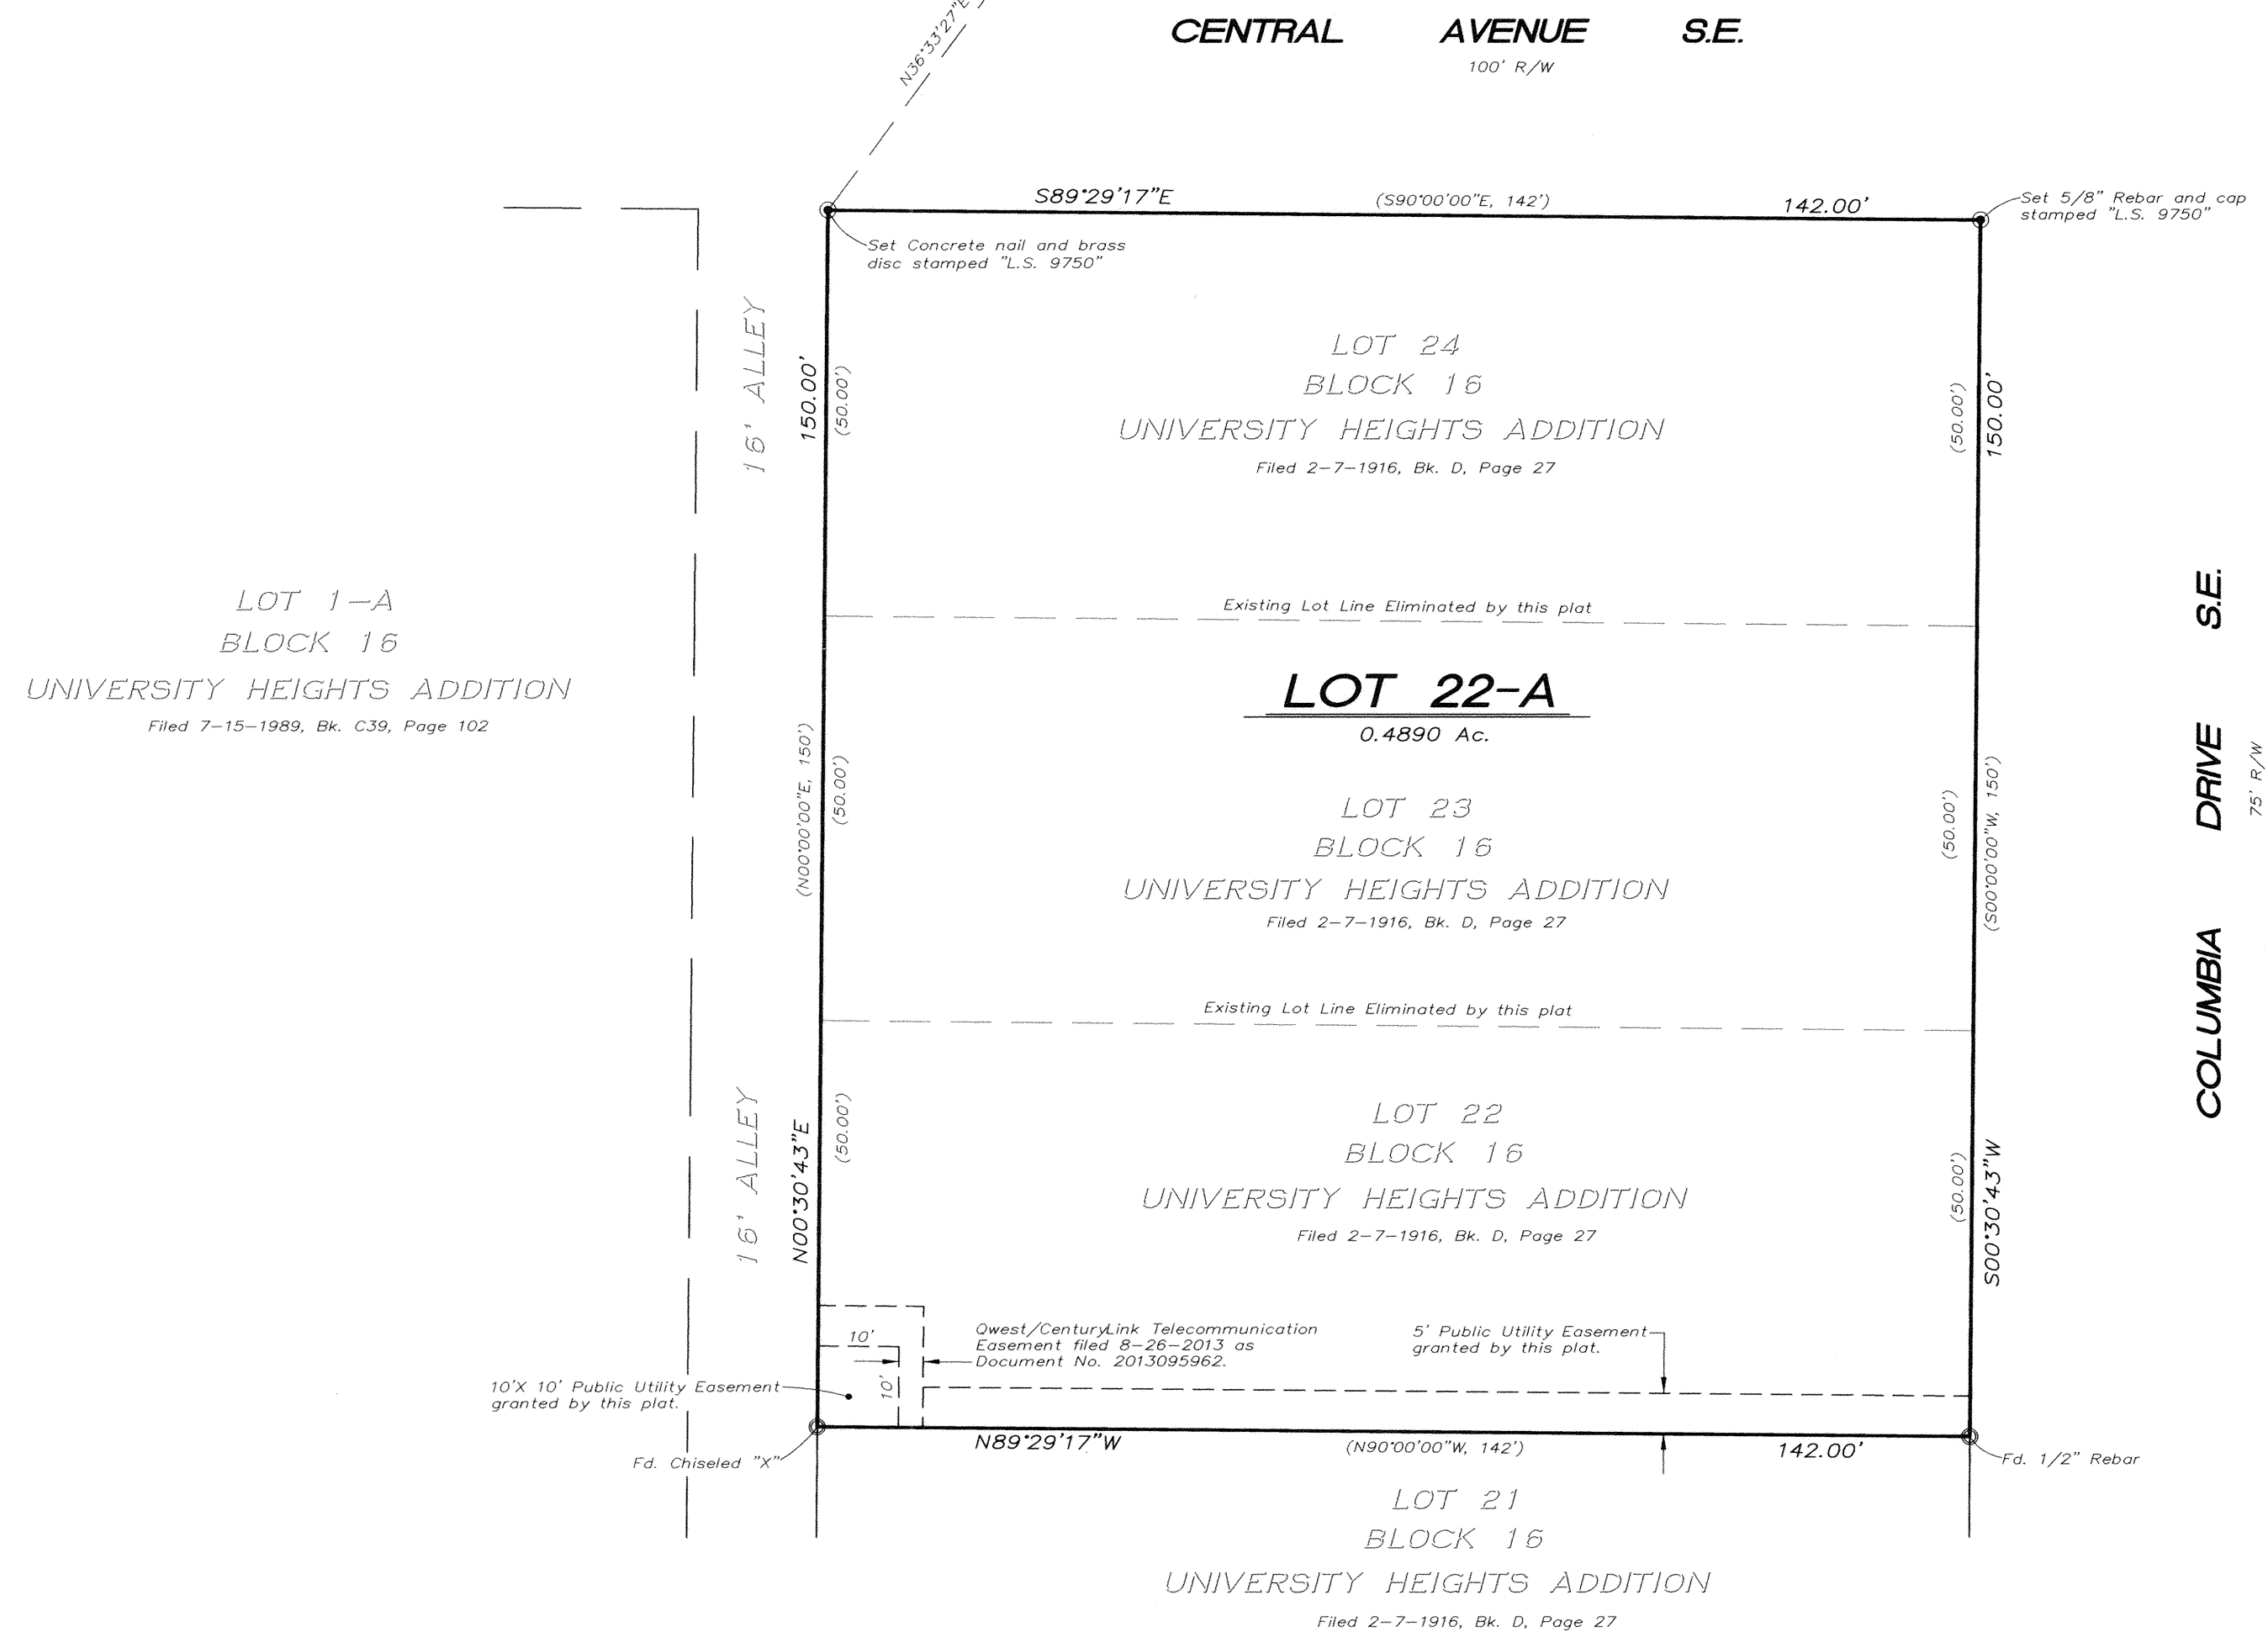 CENTRAL AVENUE S.E.
100' R/W
N36°33'27"E
S89°29'17"E
(S90°00'00"E, 142')
142.00'
Set 5/8" Rebar and cap
stamped "L.S. 9750"
Set Concrete nail and brass
disc stamped "L.S. 9750"
16' ALLEY
150.00'
(50.00')
LOT 24
BLOCK 16
UNIVERSITY HEIGHTS ADDITION
Filed 2-7-1916, Bk. D, Page 27
(50.00')
150.00'
Existing Lot Line Eliminated by this plat
LOT 1-A
BLOCK 16
UNIVERSITY HEIGHTS ADDITION
Filed 7-15-1989, Bk. C39, Page 102
LOT 22-A
0.4890 Ac.
(N00°00'00"E, 150')
(50.00')
LOT 23
BLOCK 16
UNIVERSITY HEIGHTS ADDITION
Filed 2-7-1916, Bk. D, Page 27
(50.00')
(S00°00'00"W, 150')
COLUMBIA DRIVE S.E.
75' R/W
Existing Lot Line Eliminated by this plat
16' ALLEY
N00°30'43"E
(50.00')
LOT 22
BLOCK 16
UNIVERSITY HEIGHTS ADDITION
Filed 2-7-1916, Bk. D, Page 27
(50.00')
S00°30'43"W
10'
10'
Qwest/CenturyLink Telecommunication
Easement filed 8-26-2013 as
Document No. 2013095962.
5' Public Utility Easement
granted by this plat.
10'X 10' Public Utility Easement
granted by this plat.
Fd. Chiseled "X"
N89°29'17"W
(N90°00'00"W, 142')
142.00'
Fd. 1/2" Rebar
LOT 21
BLOCK 16
UNIVERSITY HEIGHTS ADDITION
Filed 2-7-1916, Bk. D, Page 27